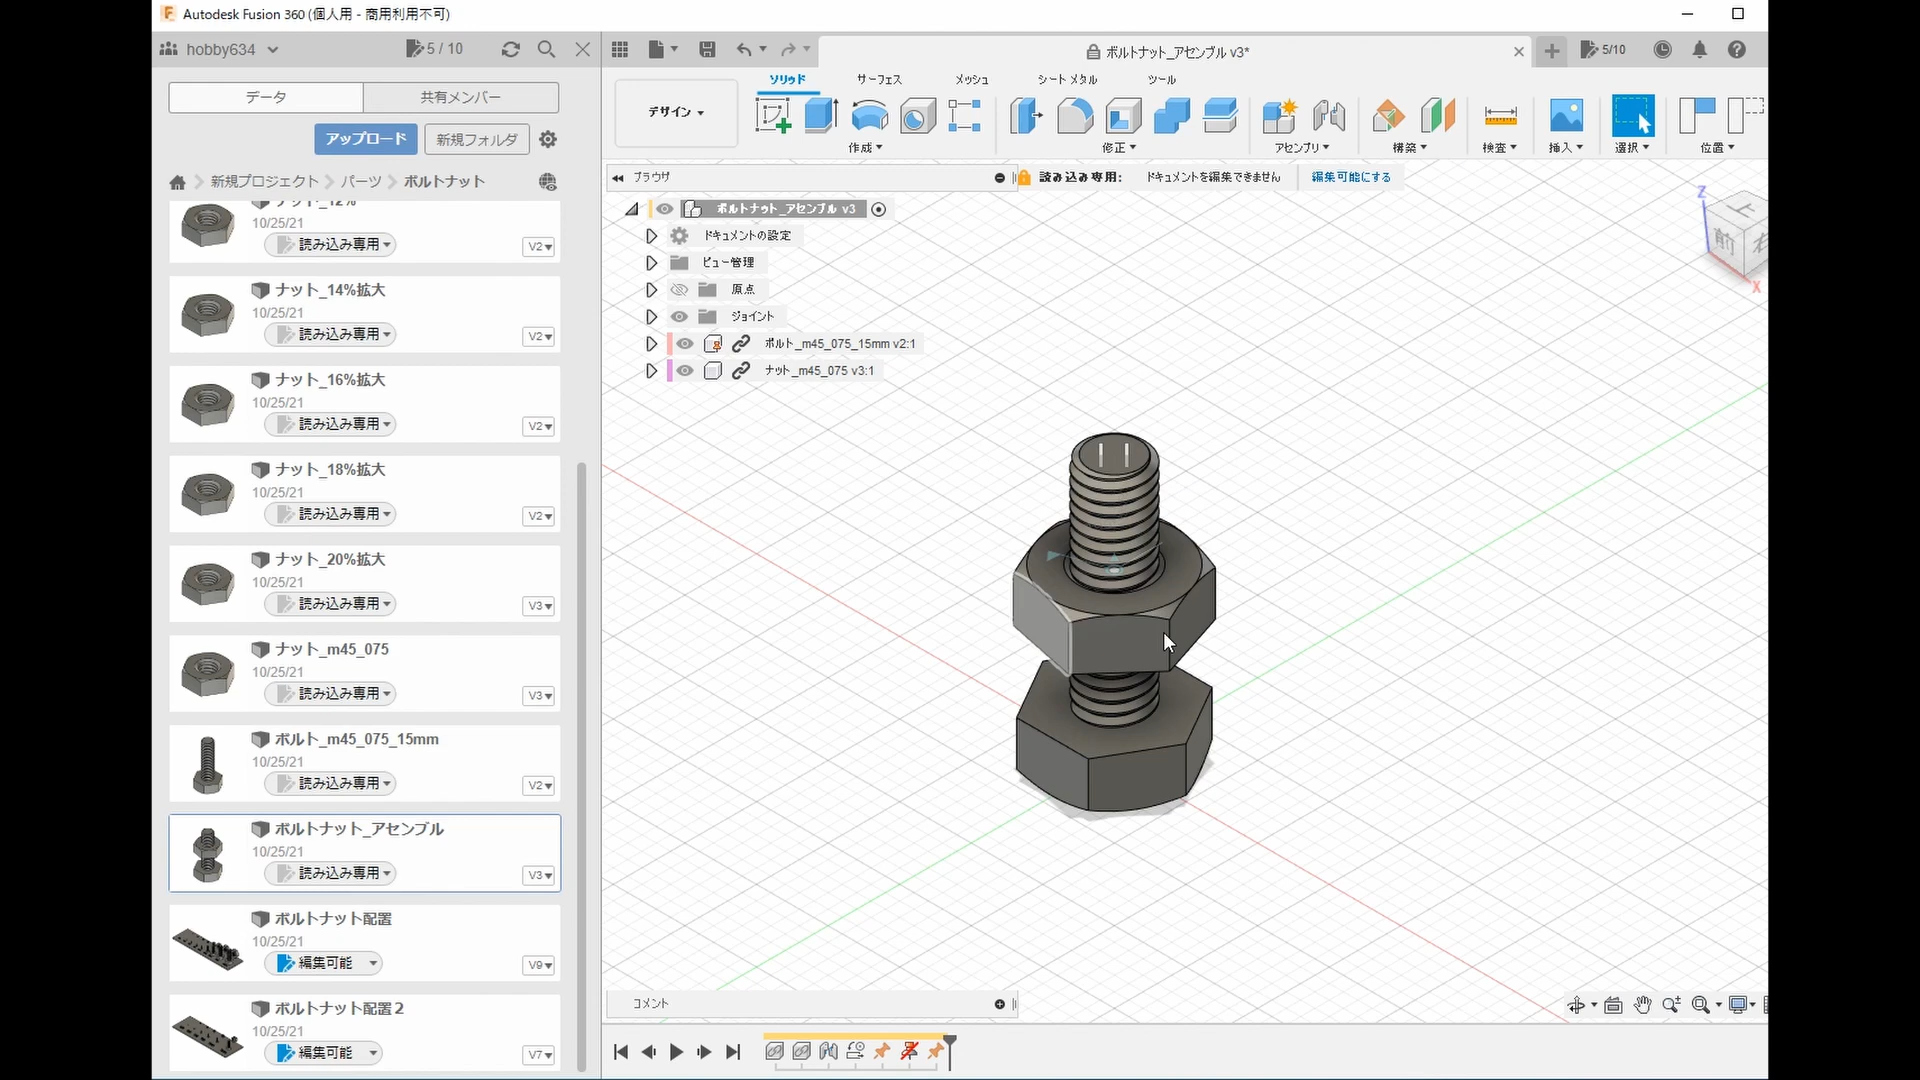 Autodesk Fusion 360 (個人用 - 商用利用不可)
hobby634
5 / 10
ボルトナット_アセンブル v3*
5/10
データ
共有メンバー
アップロード
新規フォルダ
新規プロジェクト
パーツ
ボルトナット
デザイン
ソリッド
サーフェス
メッシュ
シート メタル
ツール
作成
修正
アセンブリ
構築
検査
挿入
選択
位置
ブラウザ
読み込み専用:
ドキュメントを編集できません
編集可能にする
ボルトナット_アセンブル v3
ドキュメントの設定
ビュー管理
原点
ジョイント
ボルト_m45_075_15mm v2:1
ナット_m45_075 v3:1
Z
上
前
右
X
ナット_12%
10/25/21
読み込み専用
V2
ナット_14%拡大
10/25/21
読み込み専用
V2
ナット_16%拡大
10/25/21
読み込み専用
V2
ナット_18%拡大
10/25/21
読み込み専用
V2
ナット_20%拡大
10/25/21
読み込み専用
V3
ナット_m45_075
10/25/21
読み込み専用
V3
ボルト_m45_075_15mm
10/25/21
読み込み専用
V2
ボルトナット_アセンブル
10/25/21
読み込み専用
V3
ボルトナット配置
10/25/21
編集可能
V9
ボルトナット配置２
10/25/21
編集可能
V7
コメント